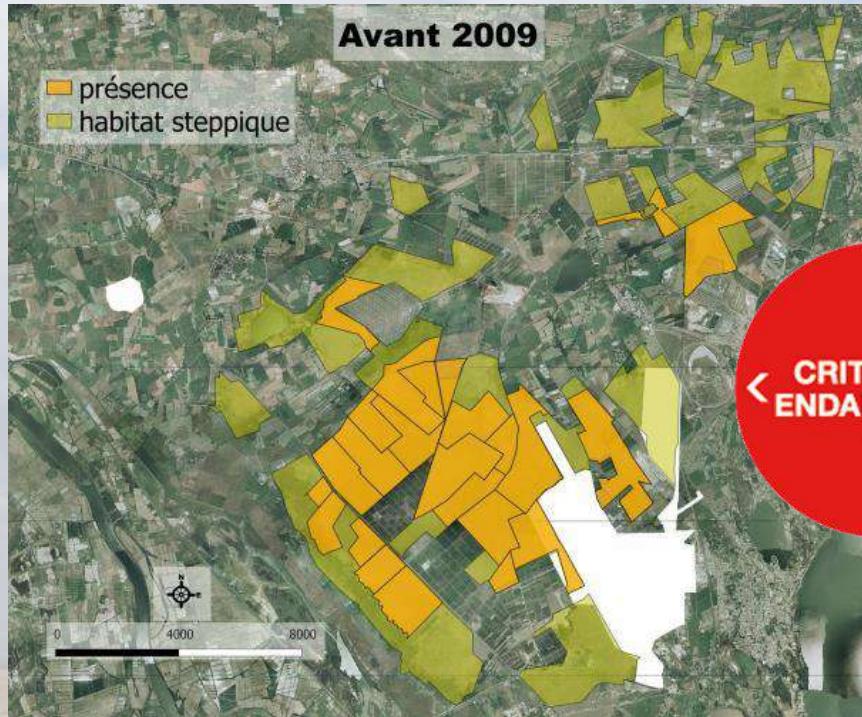 Avant 2009
présence
habitat steppique
N
E
0 4000 8000
< CRIT
ENDA